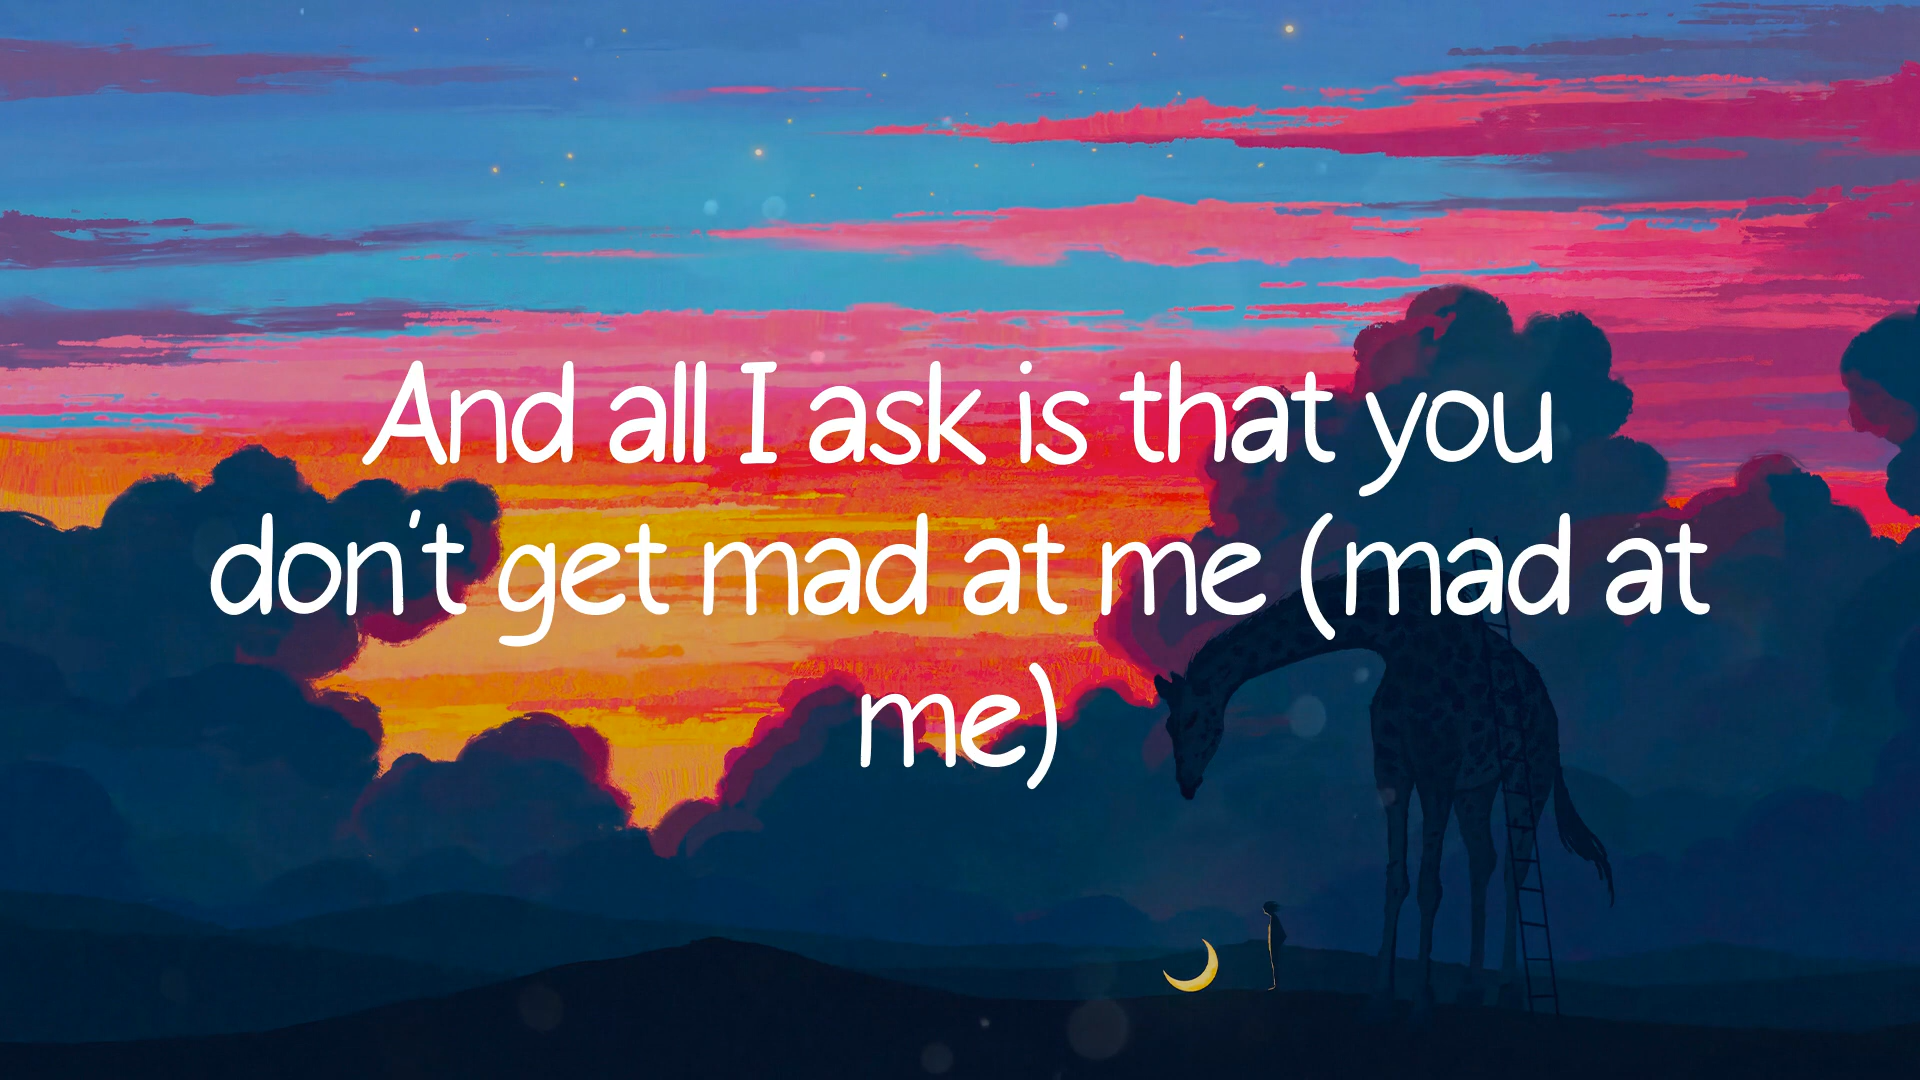 And all I ask is that you
don't get mad at me (mad at
me)